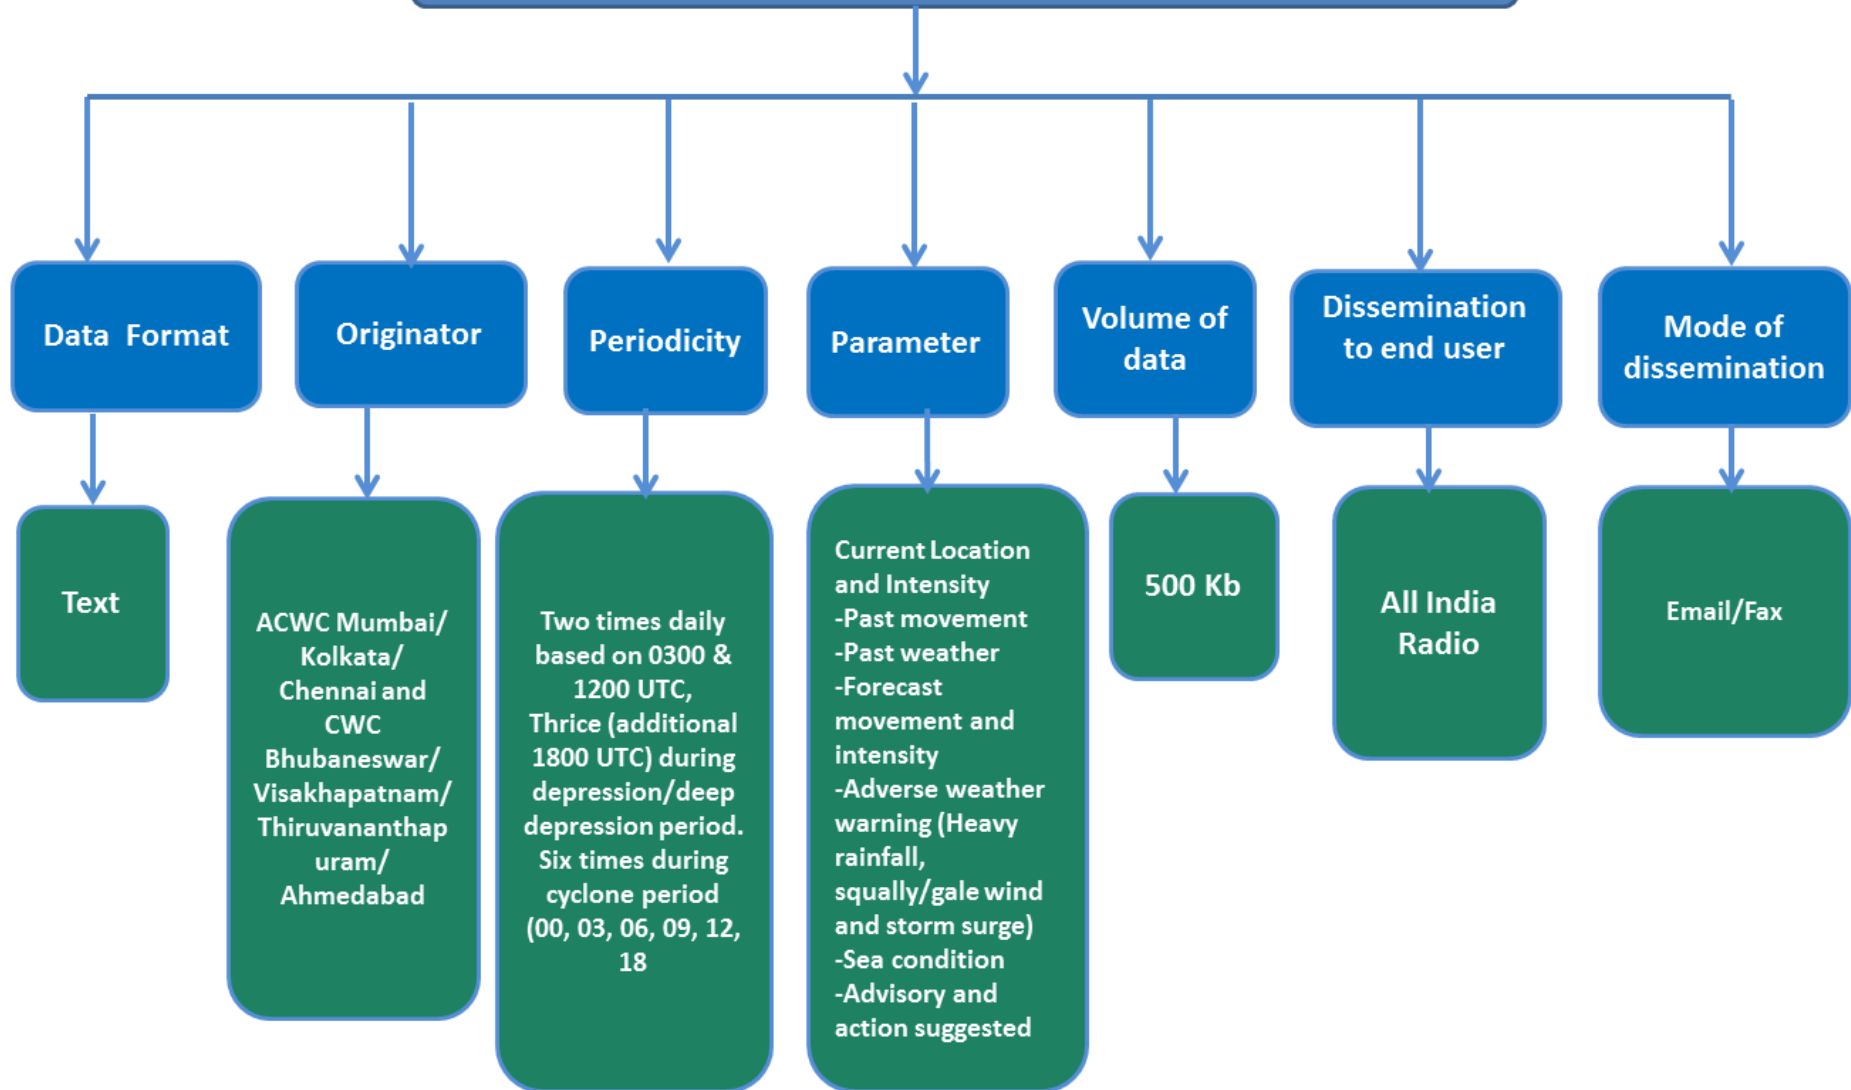 Data Format
Originator
Periodicity
Parameter
Volume of
data
Dissemination
to end user
Mode of
dissemination
Text
ACWC Mumbai/
Kolkata/
Chennai and
CWC
Bhubaneswar/
Visakhapatnam/
Thiruvananthap
uram/
Ahmedabad
Two times daily
based on 0300 &
1200 UTC,
Thrice (additional
1800 UTC) during
depression/deep
depression period.
Six times during
cyclone period
(00, 03, 06, 09, 12,
18
Current Location
and Intensity
-Past movement
-Past weather
-Forecast
movement and
intensity
-Adverse weather
warning (Heavy
rainfall,
squally/gale wind
and storm surge)
-Sea condition
-Advisory and
action suggested
500 Kb
All India
Radio
Email/Fax